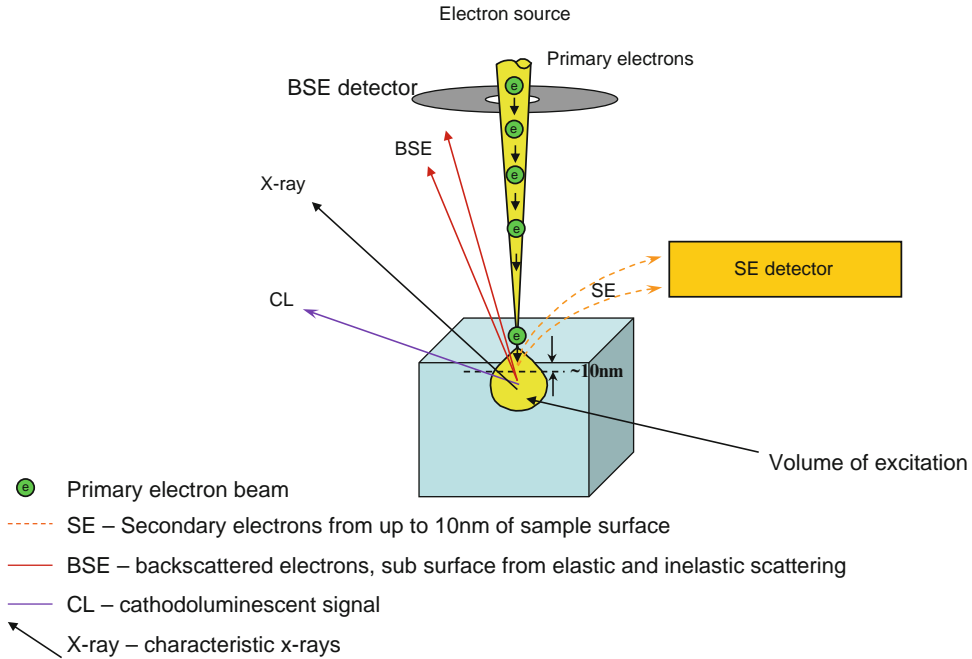 Electron source
Primary electrons
BSE detector
e
e
BSE
e
X-ray
e
SE detector
SE
CL
e
~10nm
Volume of excitation
e Primary electron beam
SE – Secondary electrons from up to 10nm of sample surface
BSE – backscattered electrons, sub surface from elastic and inelastic scattering
CL – cathodoluminescent signal
X-ray – characteristic x-rays